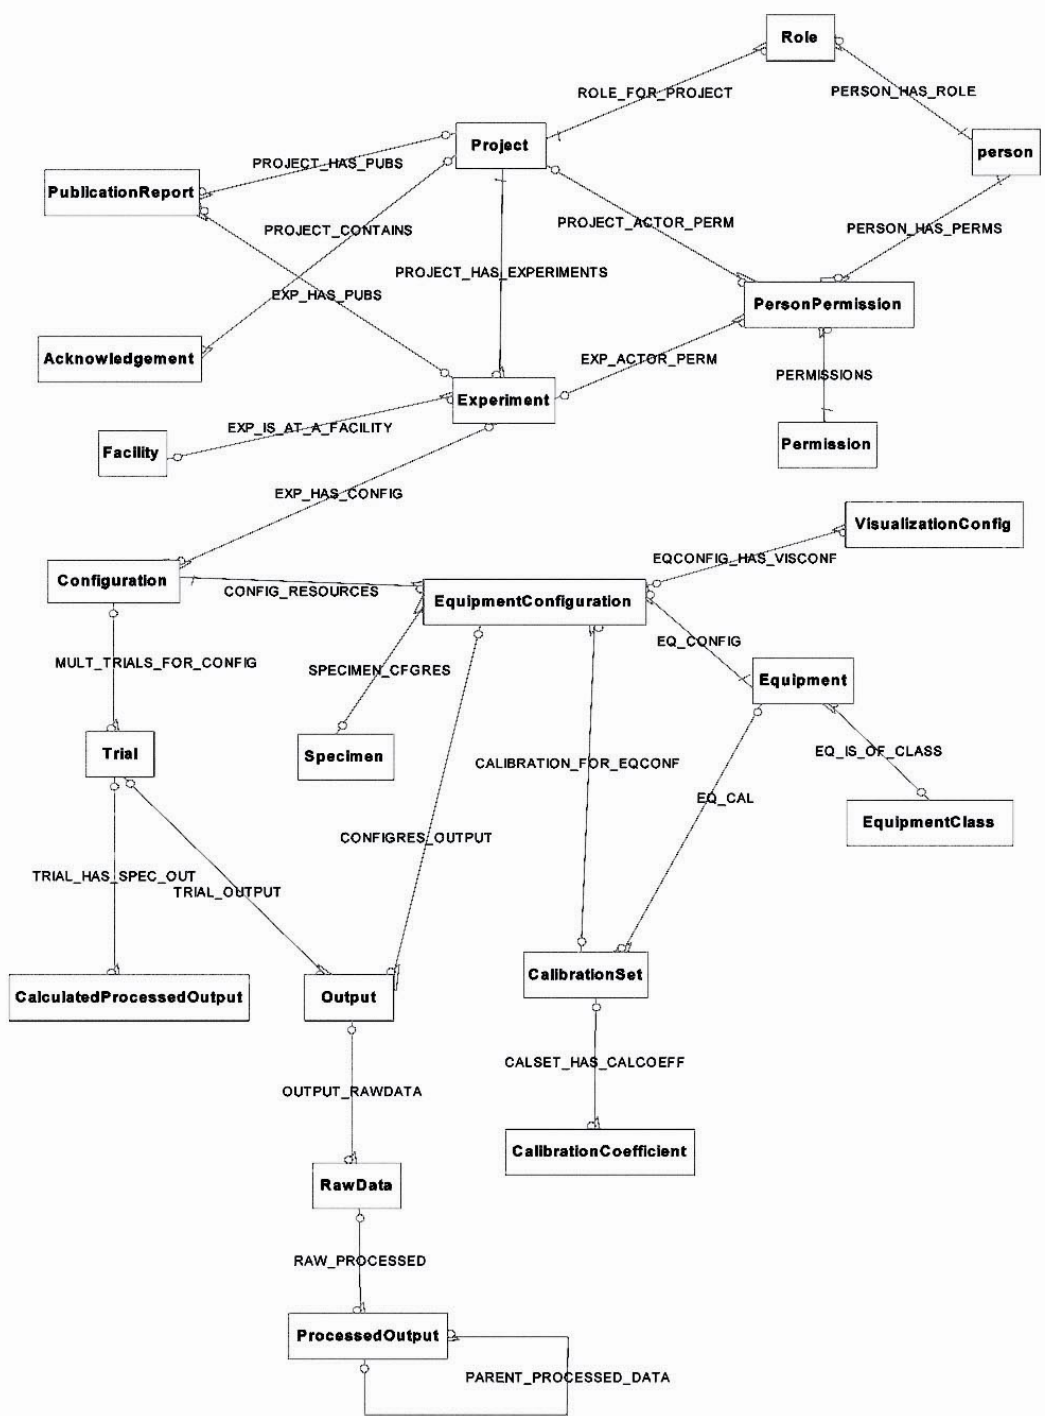 Role
ROLE_FOR_PROJECT
PERSON_HAS_ROLE
Project
person
PROJECT_HAS_PUBS
PublicationReport
PROJECT_CONTAINS
PROJECT_ACTOR_PERM
PERSON_HAS_PERMS
PROJECT_HAS_EXPERIMENTS
EXP_HAS_PUBS
PersonPermission
Acknowledgement
EXP_ACTOR_PERM
PERMISSIONS
Experiment
EXP_IS_AT_A_FACILITY
Facility
Permission
EXP_HAS_CONFIG
VisualizationConfig
EQCONFIG_HAS_VISCONF
Configuration
CONFIG_RESOURCES
EquipmentConfiguration
EQ_CONFIG
MULT_TRIALS_FOR_CONFIG
SPECIMEN_CFGRES
Equipment
Trial
Specimen
CALIBRATION_FOR_EQCONF
EQ_IS_OF_CLASS
EQ_CAL
EquipmentClass
CONFIGRES_OUTPUT
TRIAL_HAS_SPEC_OUT
TRIAL_OUTPUT
CalculatedProcessedOutput
Output
CalibrationSet
CALSET_HAS_CALCOEFF
OUTPUT_RAWDATA
CalibrationCoefficient
RawData
RAW_PROCESSED
ProcessedOutput
PARENT_PROCESSED_DATA